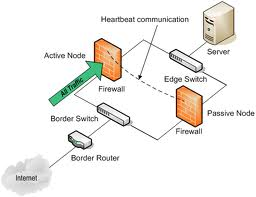 Heartbeat communication
Active Node
Server
Firewall
Edge Switch
All Traffic
Border Switch
Passive Node
Firewall
Border Router
Internet